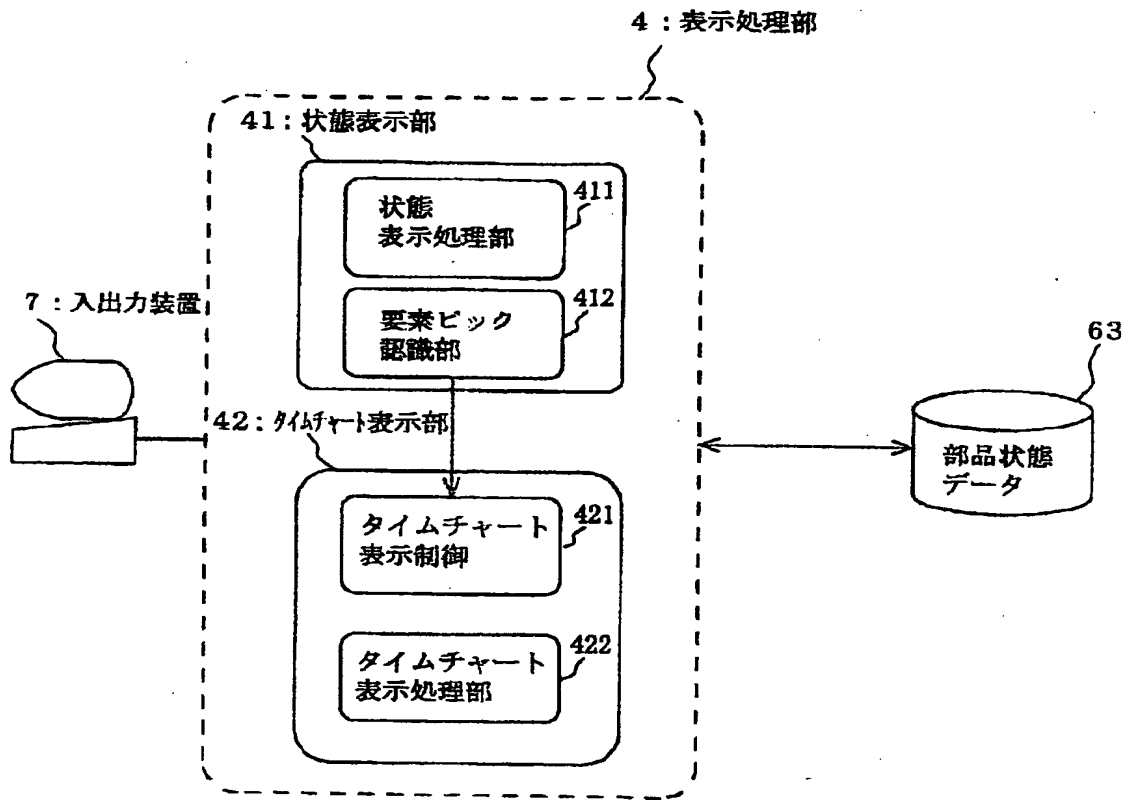 4:表示処理部
41:状態表示部
411
状態
表示処理部
7:入出力装置
412
要素ピック
認識部
63
42:タイムチャート表示部
部品状態
データ
421
タイムチャート
表示制御
422
タイムチャート
表示処理部